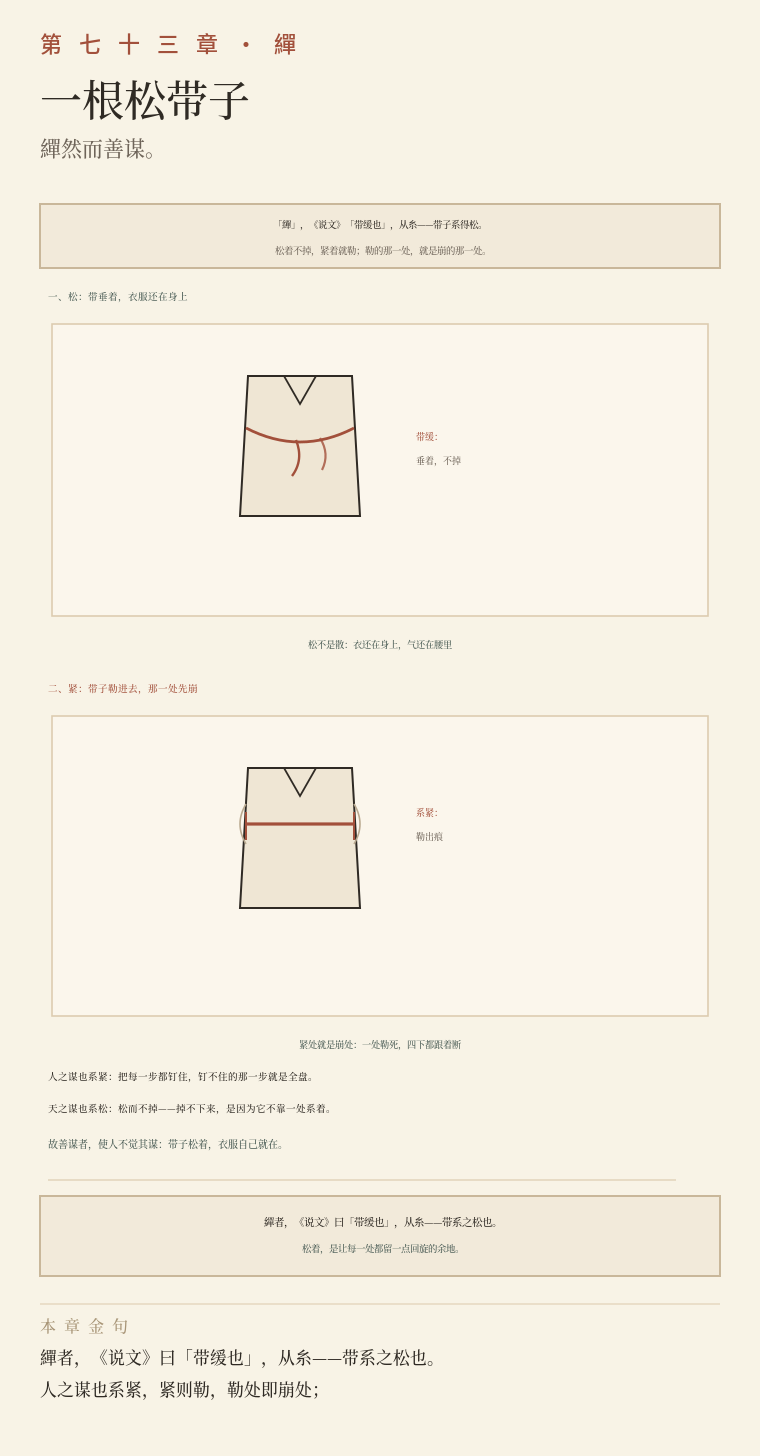 第七十三章・繟
一根松带子
繟然而善谋。
「繟」，《说文》「带缓也」，从糸——带子系得松。
松着不掉，紧着就勒；勒的那一处，就是崩的那一处。
一、松：带垂着，衣服还在身上
带缓：
垂着，不掉
松不是散：衣还在身上，气还在腰里
二、紧：带子勒进去，那一处先崩
系紧：
勒出痕
紧处就是崩处：一处勒死，四下都跟着断
人之谋也系紧：把每一步都钉住，钉不住的那一步就是全盘。
天之谋也系松：松而不掉——掉不下来，是因为它不靠一处系着。
故善谋者，使人不觉其谋：带子松着，衣服自己就在。
繟者，《说文》曰「带缓也」，从糸——带系之松也。
松着，是让每一处都留一点回旋的余地。
本章金句
繟者，《说文》曰「带缓也」，从糸——带系之松也。
人之谋也系紧，紧则勒，勒处即崩处；